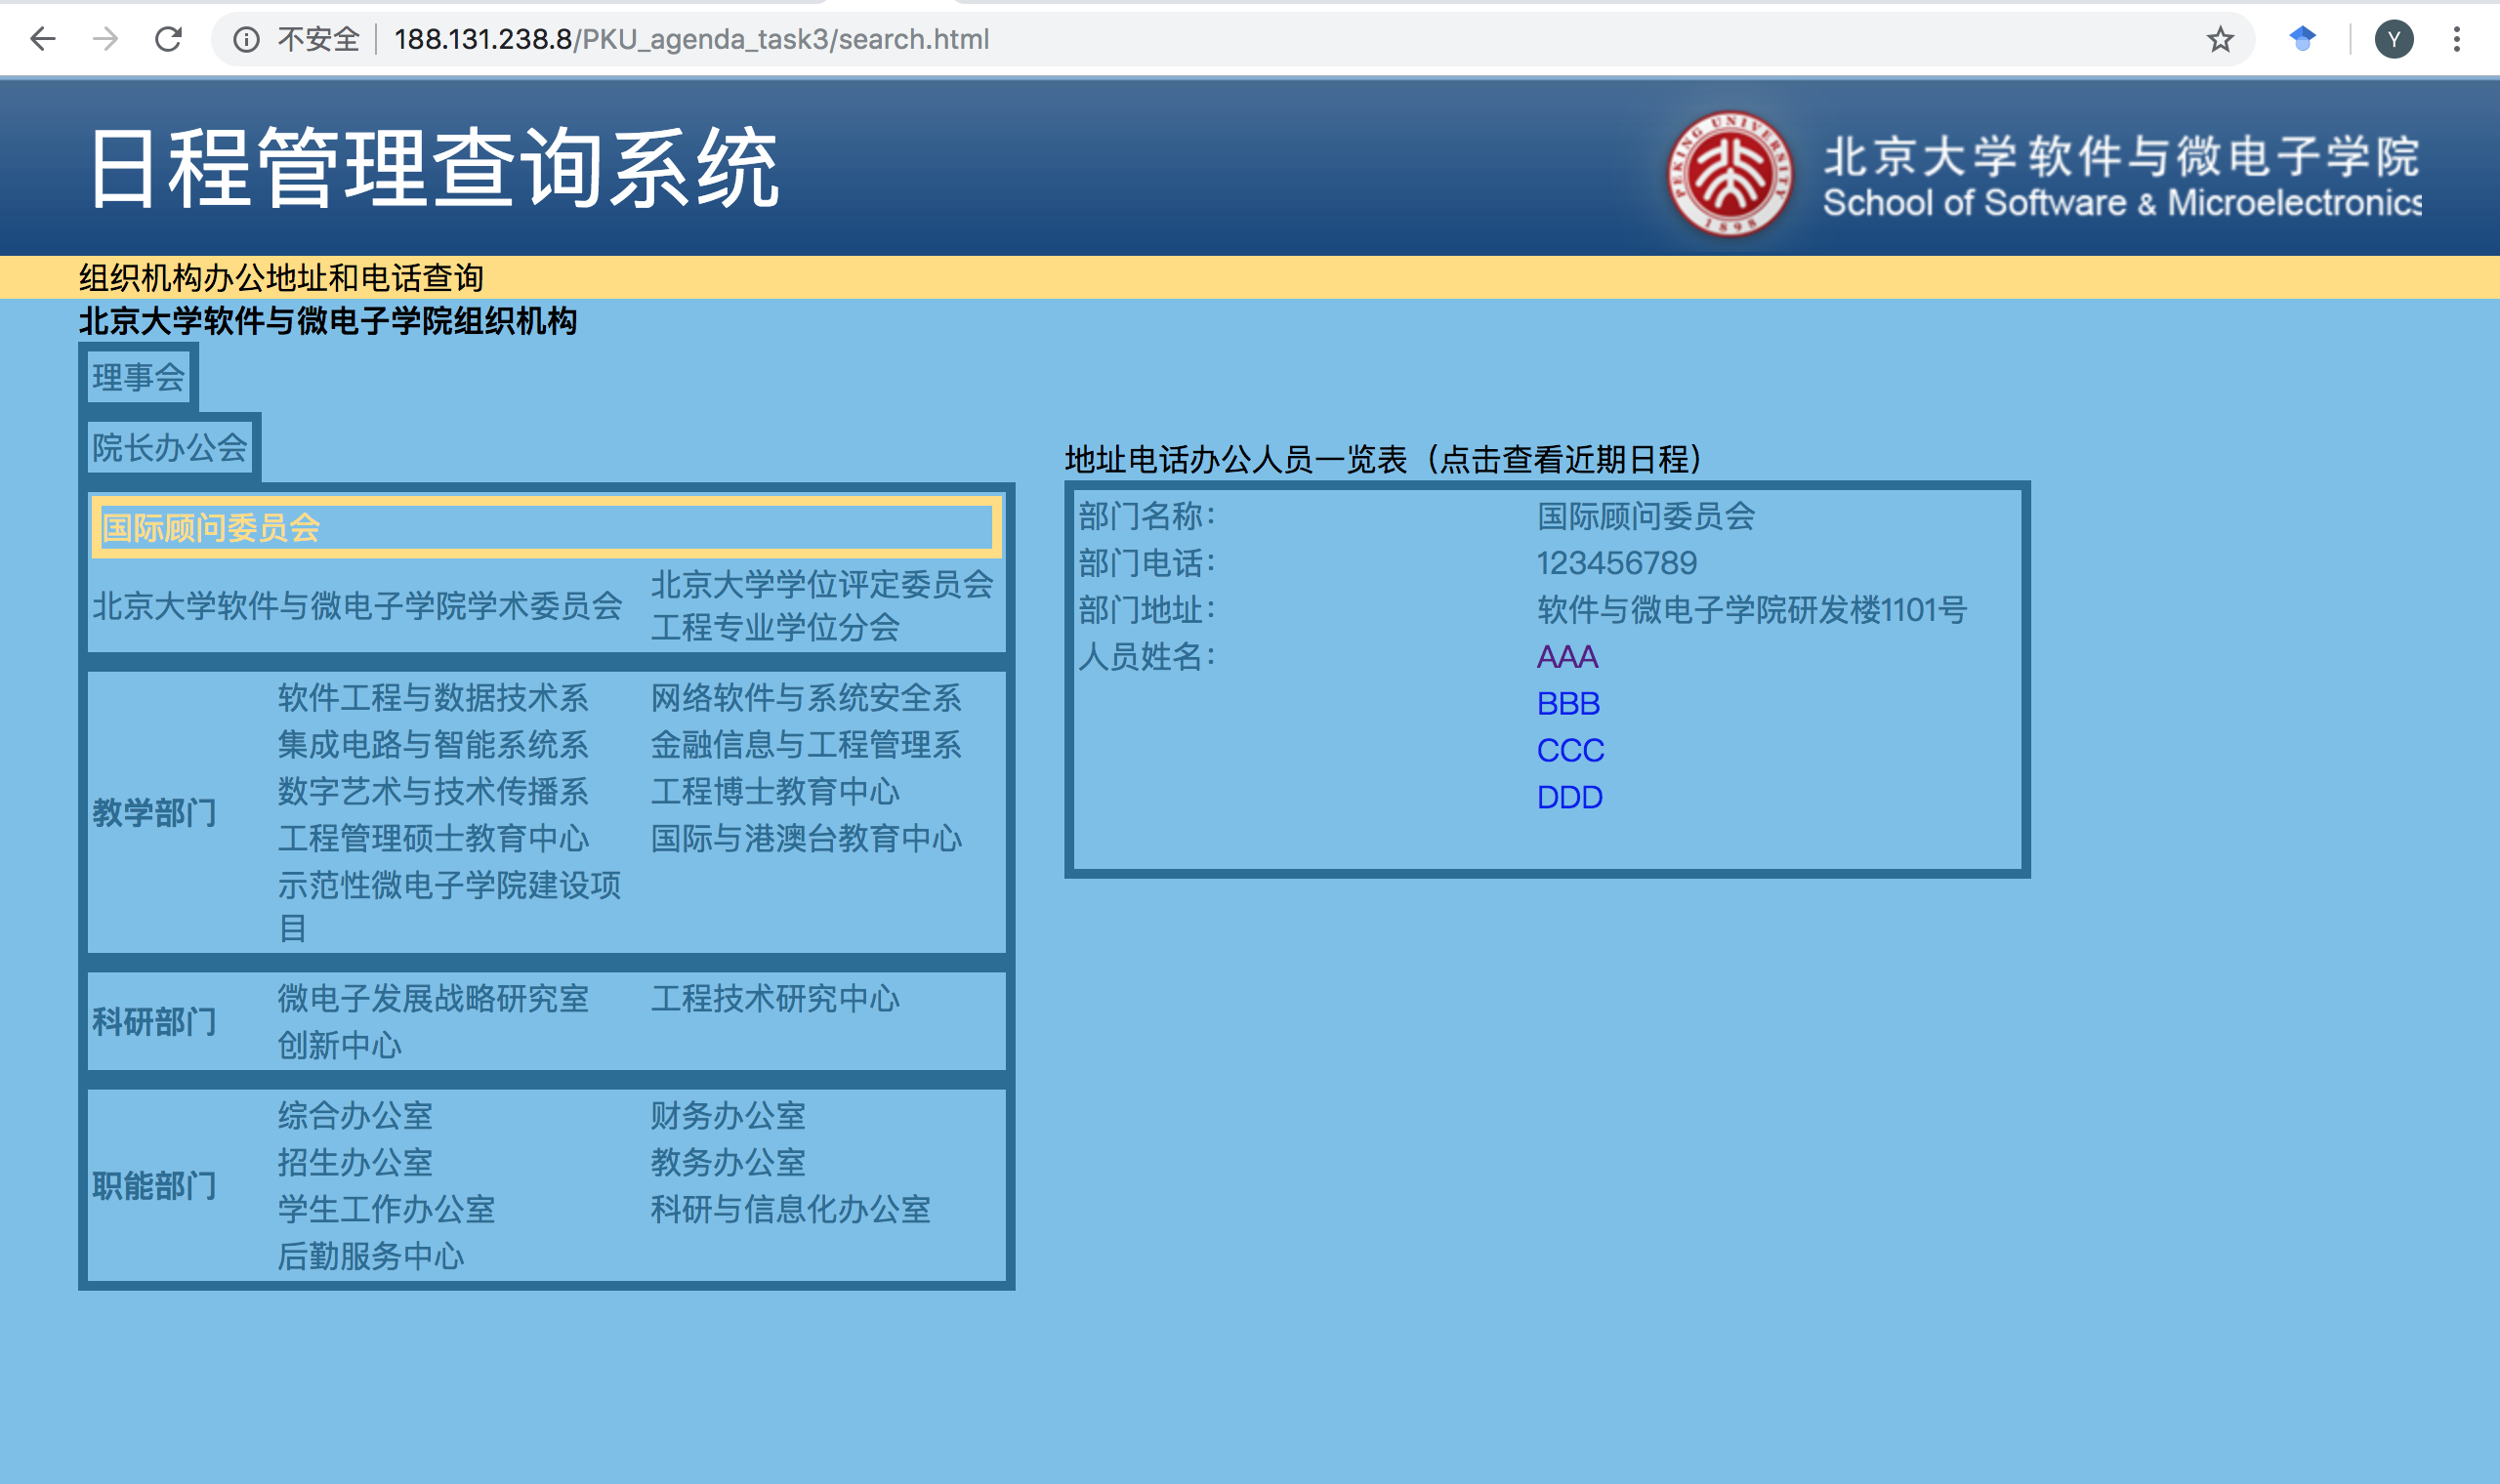 不安全 188.131.238.8/PKU_agenda_task3/search.html
Y
日程管理查询系统
PEKING UNIVERSITY
1898
北京大学软件与微电子学院
School of Software & Microelectronics
组织机构办公地址和电话查询
北京大学软件与微电子学院组织机构
理事会
院长办公会
国际顾问委员会
北京大学软件与微电子学院学术委员会
北京大学学位评定委员会
工程专业学位分会
教学部门
软件工程与数据技术系 网络软件与系统安全系
集成电路与智能系统系 金融信息与工程管理系
数字艺术与技术传播系 工程博士教育中心
工程管理硕士教育中心 国际与港澳台教育中心
示范性微电子学院建设项
目
科研部门
微电子发展战略研究室 工程技术研究中心
创新中心
职能部门
综合办公室 财务办公室
招生办公室 教务办公室
学生工作办公室 科研与信息化办公室
后勤服务中心
地址电话办公人员一览表（点击查看近期日程）
部门名称： 国际顾问委员会
部门电话： 123456789
部门地址： 软件与微电子学院研发楼1101号
人员姓名： AAA
BBB
CCC
DDD